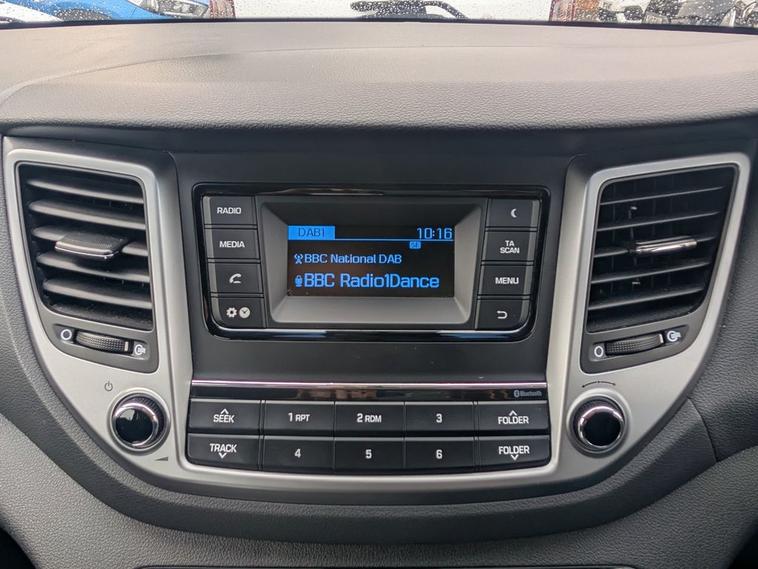 RADIO
MEDIA
DAB1 10:16
BBC National DAB
BBC Radio1Dance
TA
SCAN
MENU
Bluetooth
SEEK 1 RPT 2 RDM 3 FOLDER
TRACK 4 5 6 FOLDER